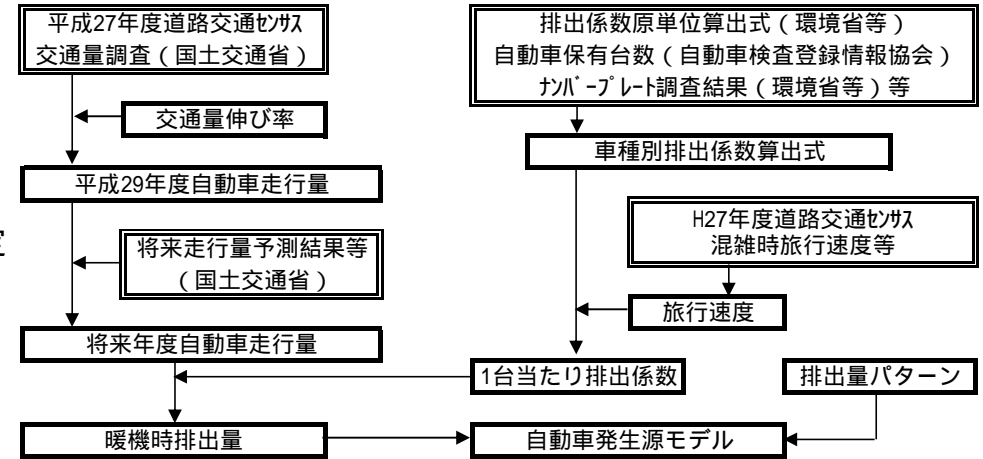 平成27年度道路交通ｾﾝｻｽ
交通量調査（国土交通省）
交通量伸び率
平成29年度自動車走行量
将来走行量予測結果等
（国土交通省）
将来年度自動車走行量
暖機時排出量
排出係数原単位算出式（環境省等）
自動車保有台数（自動車検査登録情報協会）
ﾅﾝﾊﾞｰﾌﾟﾚｰﾄ調査結果（環境省等）等
車種別排出係数算出式
H27年度道路交通ｾﾝｻｽ
混雑時旅行速度等
旅行速度
1台当たり排出係数
排出量パターン
自動車発生源モデル